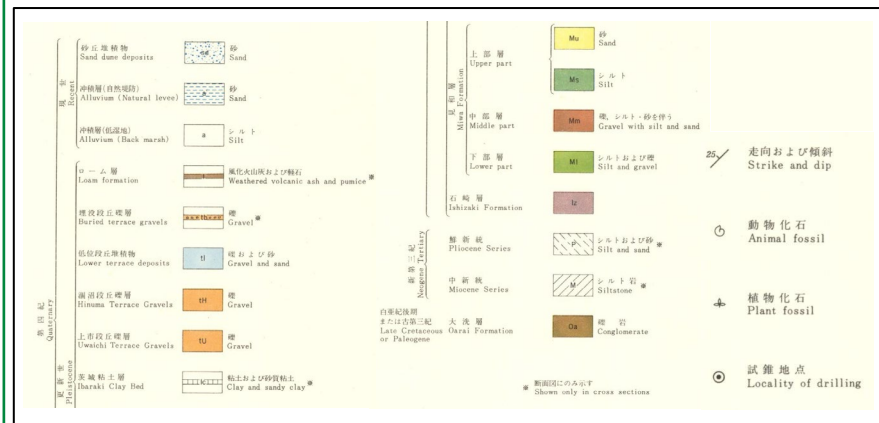 第四紀
Quaternary
現世
Recent
砂丘堆積物
Sand dune deposits
sd
砂
Sand
沖積層(自然堤防)
Alluvium (Natural levee)
a
砂
Sand
沖積層(低湿地)
Alluvium (Back marsh)
a
シルト
Silt
更新世
Pleistocene
ローム層
Loam formation
l
風化火山灰および軽石
Weathered volcanic ash and pumice ※
埋没段丘礫層
Buried terrace gravels
礫
Gravel ※
低位段丘堆積物
Lower terrace deposits
tl
礫および砂
Gravel and sand
涸沼段丘礫層
Hinuma Terrace Gravels
tH
礫
Gravel
上市段丘礫層
Uwaichi Terrace Gravels
tU
礫
Gravel
茨城粘土層
Ibaraki Clay Bed
粘土および砂質粘土
Clay and sandy clay ※
見和層
Miwa Formation
上部層
Upper part
Mu
砂
Sand
Ms
シルト
Silt
中部層
Middle part
Mm
礫,シルト・砂を伴う
Gravel with silt and sand
下部層
Lower part
Ml
シルトおよび礫
Silt and gravel
石崎層
Ishizaki Formation
Iz
新第三紀
Neogene Tertiary
鮮新統
Pliocene Series
P
シルトおよび砂
Silt and sand ※
中新統
Miocene Series
M
シルト岩
Siltstone ※
白亜紀後期
または古第三紀
Late Cretaceous
or Paleogene
大洗層
Oarai Formation
Oa
礫岩
Conglomerate
※ 断面図にのみ示す
Shown only in cross sections
25
走向および傾斜
Strike and dip
動物化石
Animal fossil
植物化石
Plant fossil
試錐地点
Locality of drilling